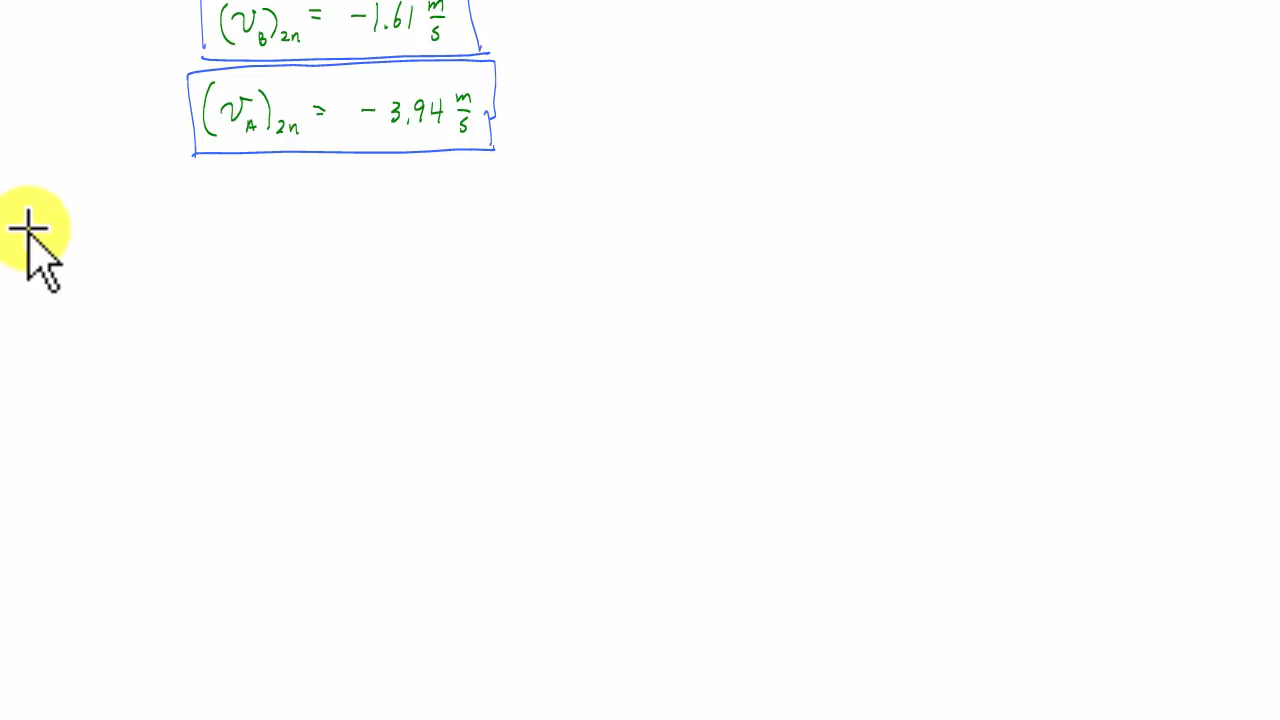 (v_B)_2n = -1.61 m/s
(v_A)_2n = -3.94 m/s